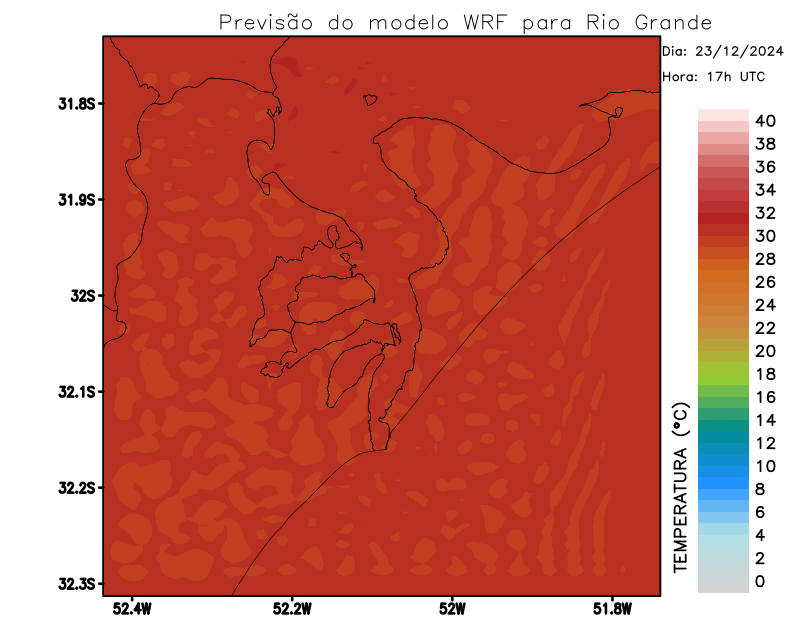 Previsão do modelo WRF para Rio Grande
Dia: 23/12/2024
Hora: 17h UTC
31.8S
31.9S
32S
32.1S
32.2S
32.3S
52.4W
52.2W
52W
51.8W
TEMPERATURA (°C)
40
38
36
34
32
30
28
26
24
22
20
18
16
14
12
10
8
6
4
2
0